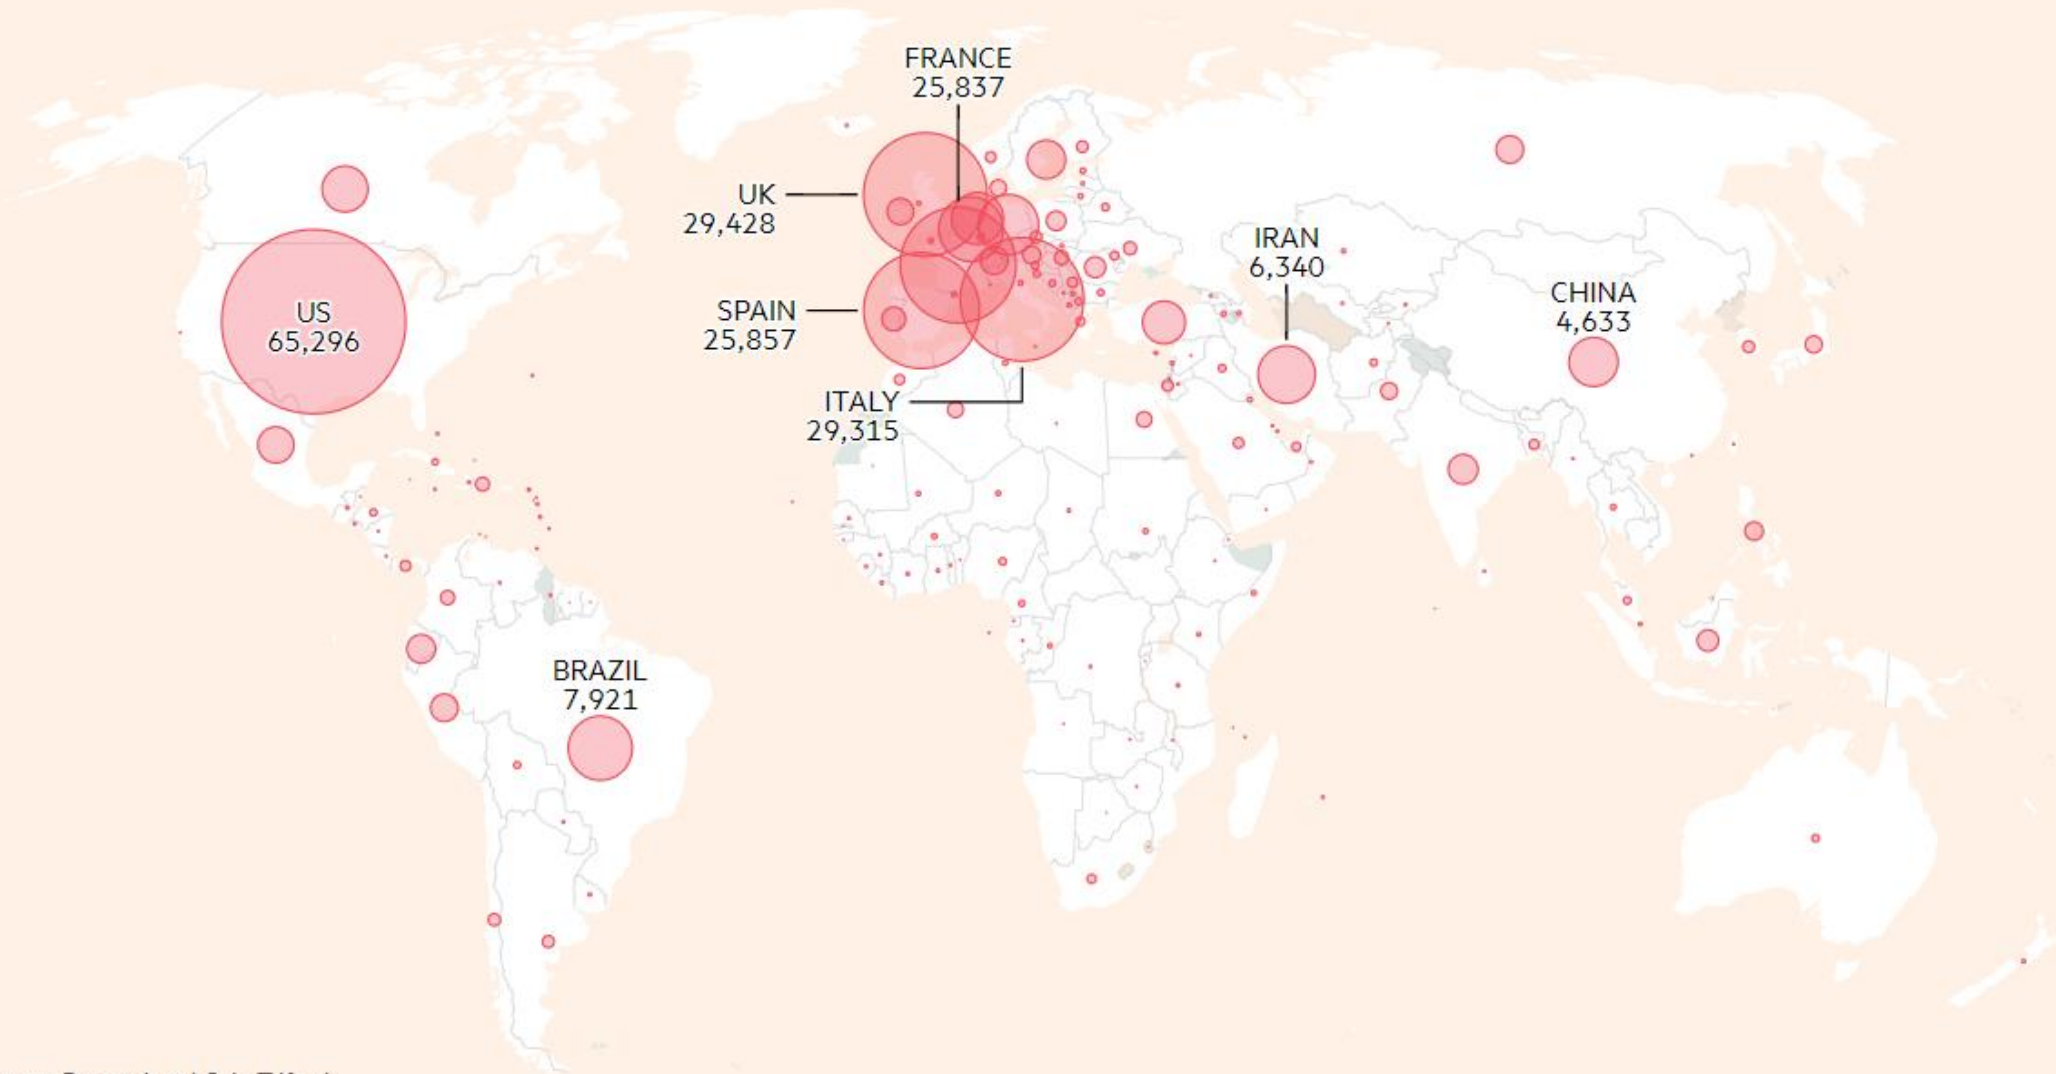 FRANCE
25,837
UK
29,428
US
65,296
SPAIN
25,857
ITALY
29,315
IRAN
6,340
CHINA
4,633
BRAZIL
7,921